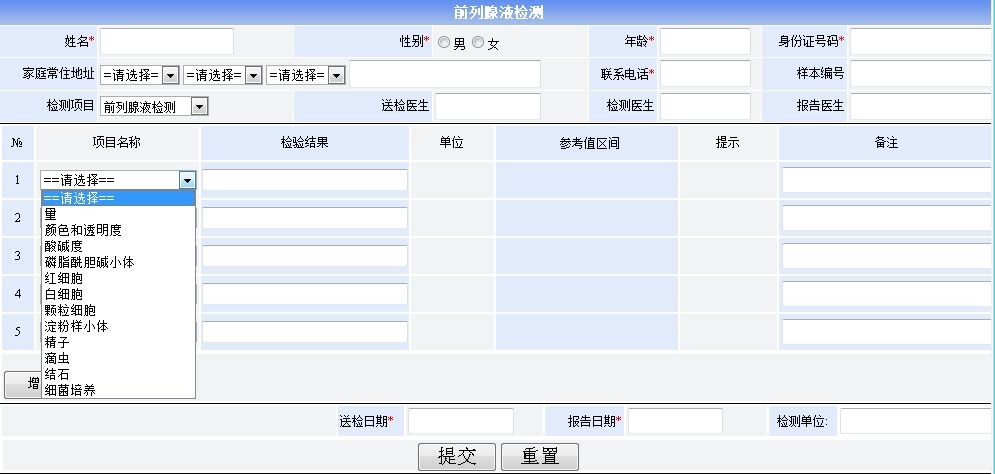 前列腺液检测
姓名* 性别* 男 女 年龄* 身份证号码*
家庭常住地址 =请选择= =请选择= =请选择= 联系电话* 样本编号
检测项目 前列腺液检测 送检医生 检测医生 报告医生
№ 项目名称 检验结果 单位 参考值区间 提示 备注
1 ==请选择==
==请选择==
量
2
颜色和透明度
酸碱度
3
磷脂酰胆碱小体
红细胞
4 白细胞
颗粒细胞
淀粉样小体
5
精子
滴虫
结石
增
细菌培养
送检日期* 报告日期* 检测单位:
提交 重置